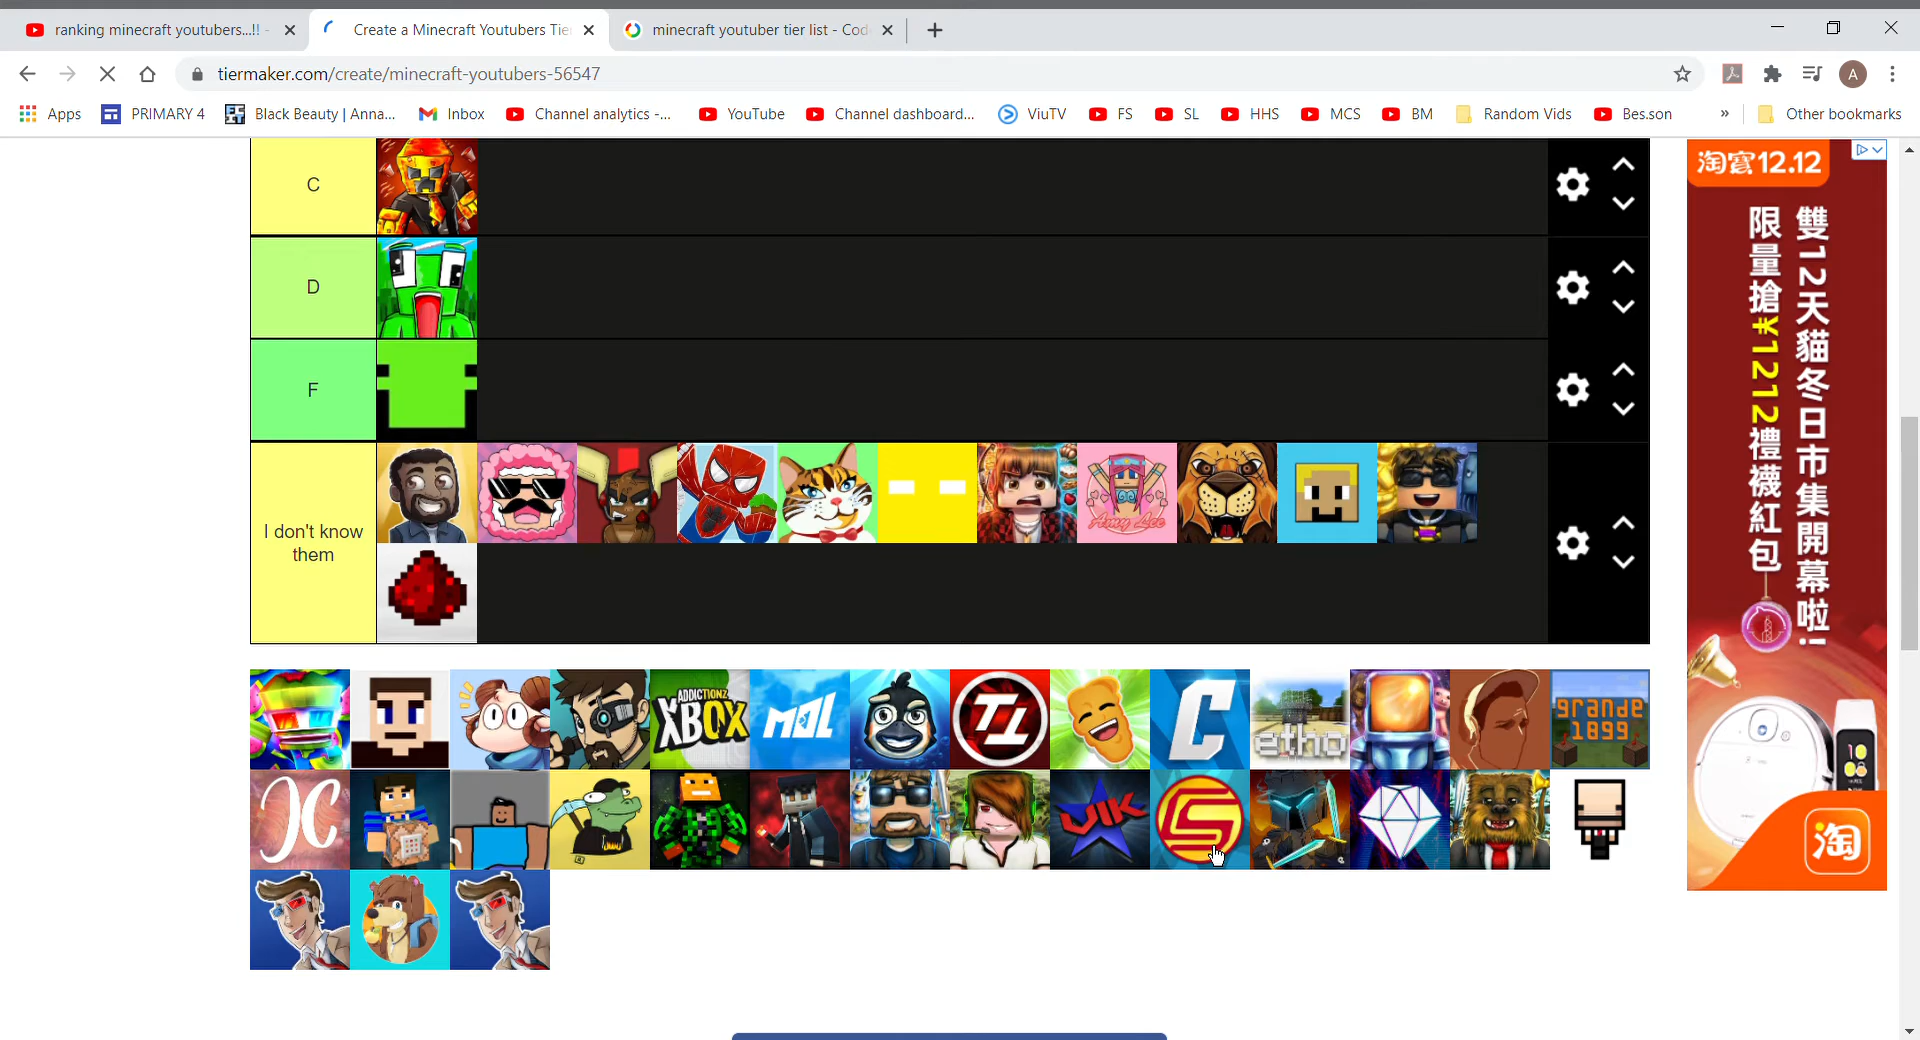 ranking minecraft youtubers...!! -
Create a Minecraft Youtubers Tie
minecraft youtuber tier list - Cod
tiermaker.com/create/minecraft-youtubers-56547
A
Apps
PRIMARY 4
Black Beauty | Anna...
Inbox
Channel analytics -...
YouTube
Channel dashboard...
ViuTV
FS
SL
HHS
MCS
BM
Random Vids
Bes.son
»
Other bookmarks
C
D
F
I don't know
them
Amy Lee
ADDICTIONZ
XBOX
MOL
TT
C
etho
grande
1899
JC
VIK
S
淘寶12.12
雙12天貓冬日市集開幕啦!
限量搶¥1212禮襪紅包
淘